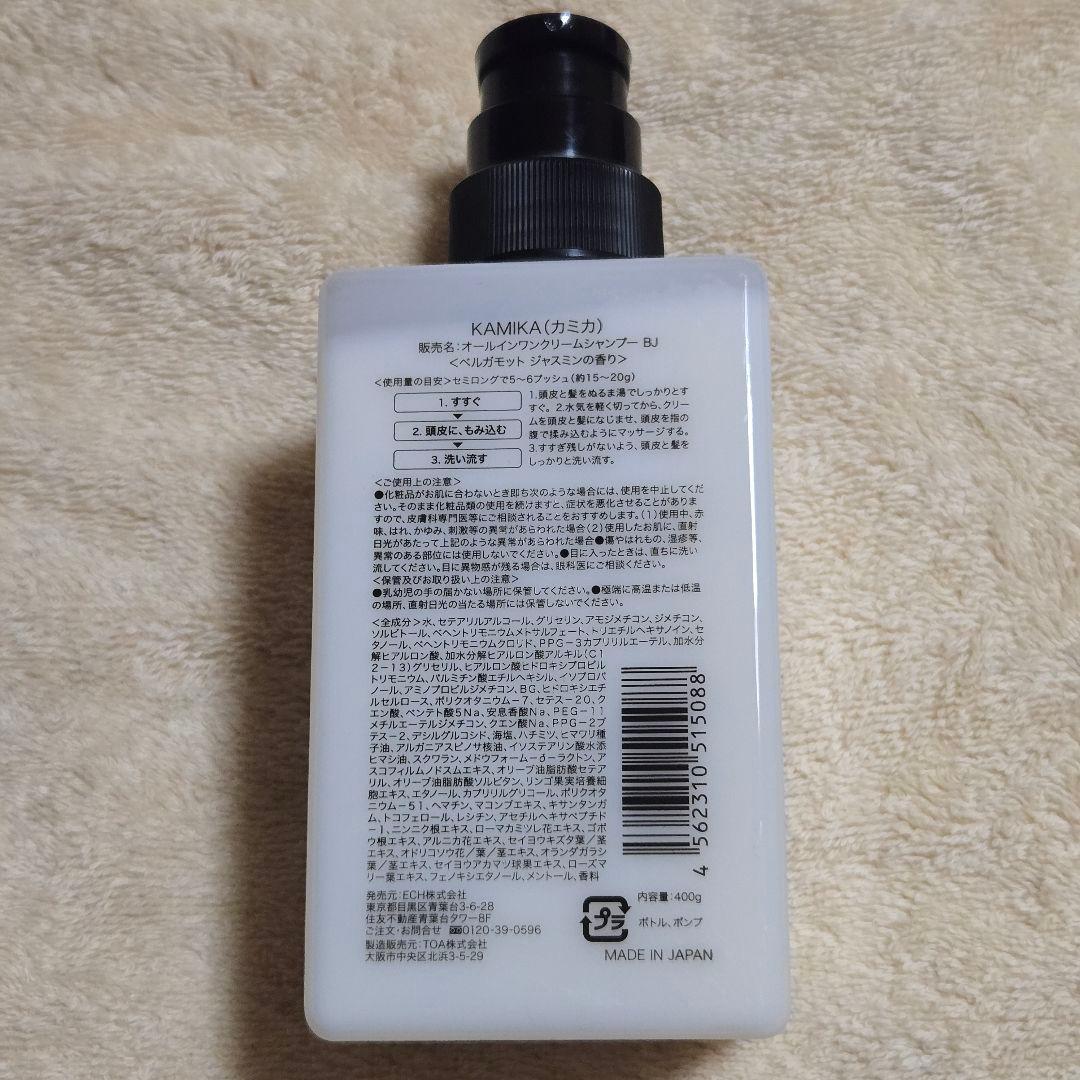 KAMIKA(カミカ)
販売名:オールインワンクリームシャンプー BJ
<ベルガモット ジャスミンの香り>
<使用量の目安>セミロングで5〜6プッシュ(約15〜20g)
1. すすぐ
2. 頭皮に、もみ込む
3. 洗い流す
1.頭皮と髪をぬるま湯でしっかりとす
すぐ。2.水気を軽く切ってから、クリー
ムを頭皮と髪になじませ、頭皮を指の
腹で揉み込むようにマッサージする。
3.すすぎ残しがないよう、頭皮と髪を
しっかりと洗い流す。
<ご使用上の注意>
●化粧品がお肌に合わないとき即ち次のような場合には、使用を中止してくだ
さい。そのまま化粧品類の使用を続けますと、症状を悪化させることがありま
すので、皮膚科専門医等にご相談されることをおすすめします。(1)使用中、赤
味、はれ、かゆみ、刺激等の異常があらわれた場合(2)使用したお肌に、直射
日光があたって上記のような異常があらわれた場合●傷やはれもの、湿疹等、
異常のある部位には使用しないでください。●目に入ったときは、直ちに洗い
流してください。目に異物感が残る場合は、眼科医にご相談ください。
<保管及びお取り扱い上の注意>
●乳幼児の手の届かない場所に保管してください。●極端に高温または低温
の場所、直射日光の当たる場所には保管しないでください。
<全成分>水、セテアリルアルコール、グリセリン、アモジメチコン、ジメチコン、
ソルビトール、ベヘントリモニウムメトサルフェート、トリエチルヘキサノイン、セ
タノール、ベヘントリモニウムクロリド、PPG-3カプリリルエーテル、加水分
解ヒアルロン酸、加水分解ヒアルロン酸アルキル(C1
2-13)グリセリル、ヒアルロン酸ヒドロキシプロピル
トリモニウム、パルミチン酸エチルヘキシル、イソプロパ
ノール、アミノプロピルジメチコン、BG、ヒドロキシエチ
ルセルロース、ポリクオタニウム-7、セテス-20、ク
エン酸、ペンテト酸5Na、安息香酸Na、PEG-11
メチルエーテルジメチコン、クエン酸Na、PPG-2ブ
テス-2、デシルグルコシド、海塩、ハチミツ、ヒマワリ種
子油、アルガニアスピノサ核油、イソステアリン酸水添
ヒマシ油、スクワラン、メドウフォーム-δ-ラクトン、ア
スコフィルムノドスムエキス、オリーブ油脂肪酸セテア
リル、オリーブ油脂肪酸ソルビタン、リンゴ果実培養細
胞エキス、エタノール、カプリリルグリコール、ポリクオタ
ニウム-51、ヘマチン、マコンブエキス、キサンタンガ
ム、トコフェロール、レシチン、アセチルヘキサペプチド
-1、ニンニク根エキス、ローマカミツレ花エキス、ゴボ
ウ根エキス、アルニカ花エキス、セイヨウキズタ葉/茎
エキス、オドリコソウ花/葉/茎エキス、オランダガラシ
葉/茎エキス、セイヨウアカマツ球果エキス、ローズマ
リー葉エキス、フェノキシエタノール、メントール、香料
4 562310 515088
発売元:ECH株式会社
東京都目黒区青葉台3-6-28
住友不動産青葉台タワー8F
ご注文・お問合せ 0120-39-0596
製造販売元:TOA株式会社
大阪市中央区北浜3-5-29
プラ
内容量:400g
ボトル、ポンプ
MADE IN JAPAN